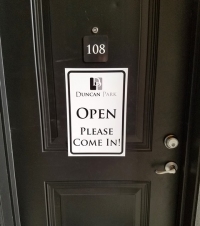 108
DUNCAN PARK
OPEN
PLEASE
COME IN!